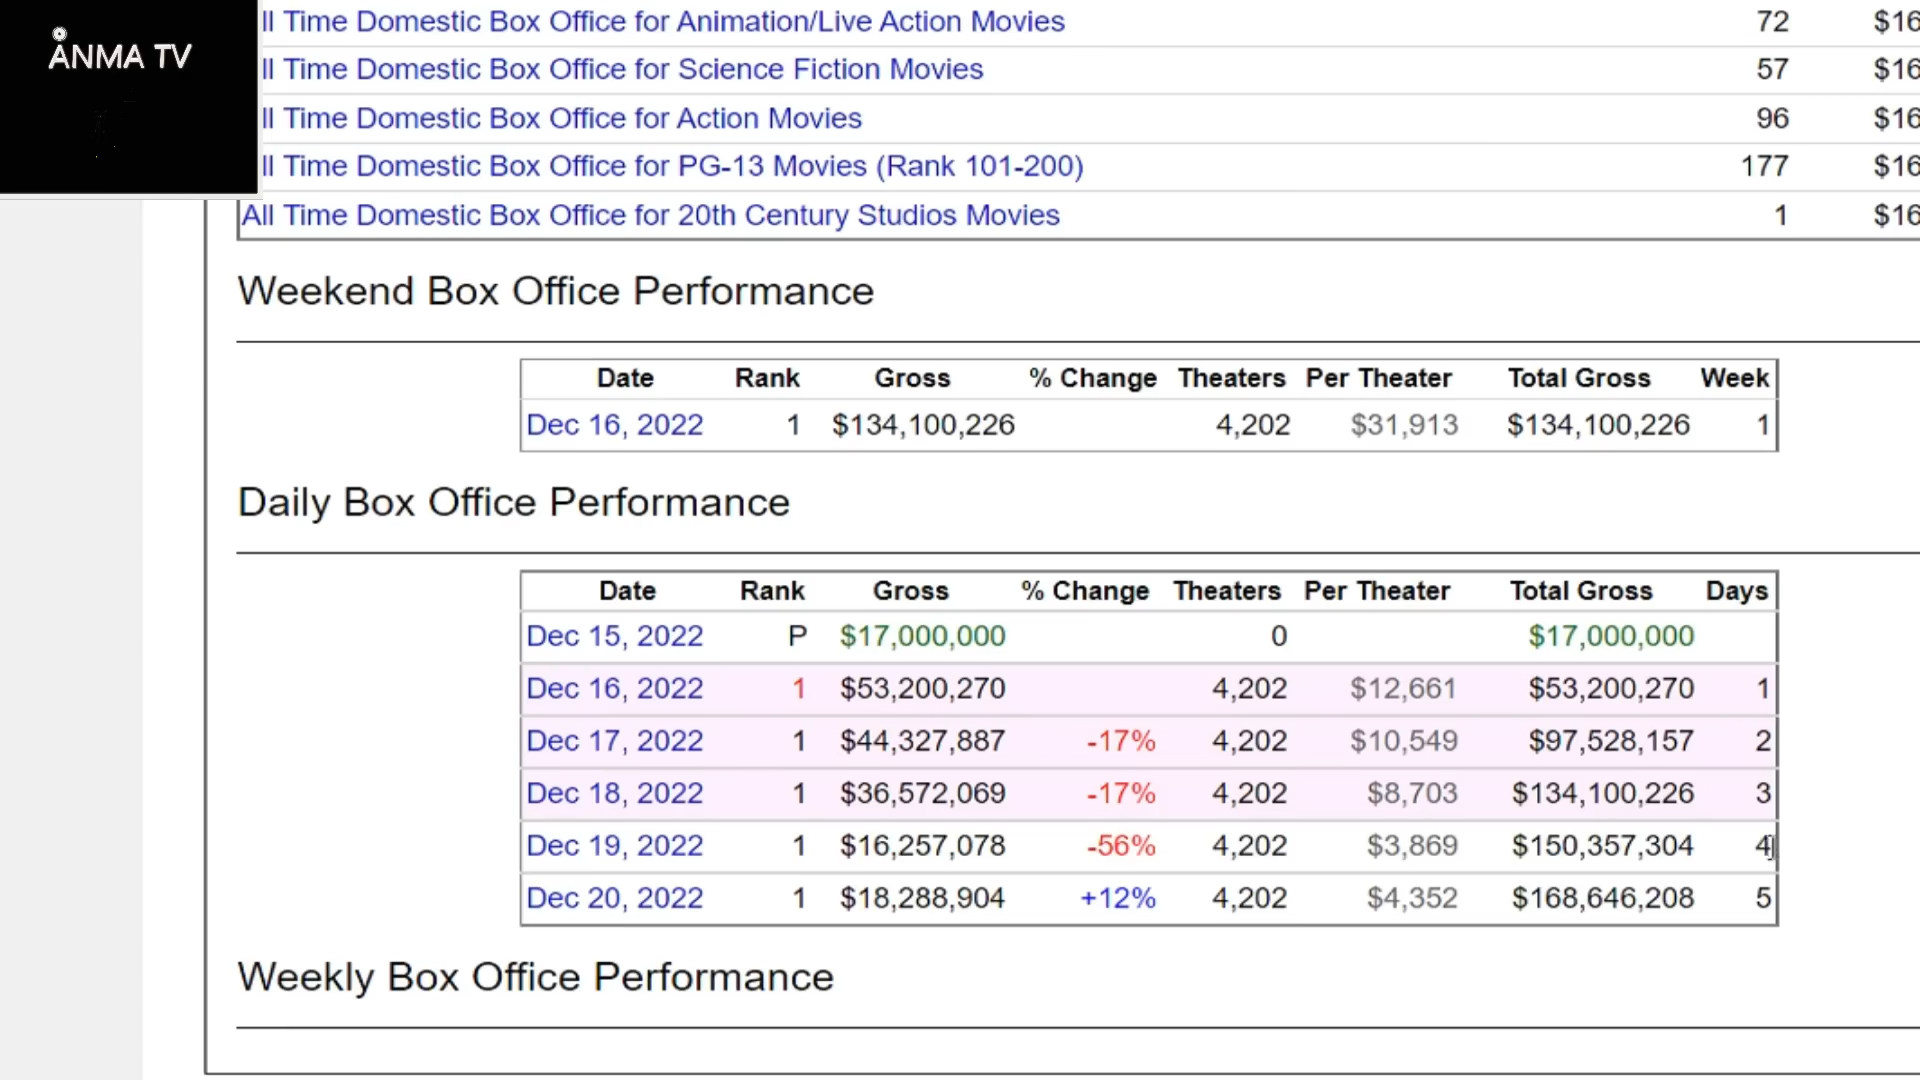 ll Time Domestic Box Office for Animation/Live Action Movies 72 $16
ANMA TV
ll Time Domestic Box Office for Science Fiction Movies 57 $16
ll Time Domestic Box Office for Action Movies 96 $16
ll Time Domestic Box Office for PG-13 Movies (Rank 101-200) 177 $16
All Time Domestic Box Office for 20th Century Studios Movies 1 $16
Weekend Box Office Performance
Date Rank Gross % Change Theaters Per Theater Total Gross Week
Dec 16, 2022 1 $134,100,226 4,202 $31,913 $134,100,226 1
Daily Box Office Performance
Date Rank Gross % Change Theaters Per Theater Total Gross Days
Dec 15, 2022 P $17,000,000 0 $17,000,000
Dec 16, 2022 1 $53,200,270 4,202 $12,661 $53,200,270 1
Dec 17, 2022 1 $44,327,887 -17% 4,202 $10,549 $97,528,157 2
Dec 18, 2022 1 $36,572,069 -17% 4,202 $8,703 $134,100,226 3
Dec 19, 2022 1 $16,257,078 -56% 4,202 $3,869 $150,357,304 4
Dec 20, 2022 1 $18,288,904 +12% 4,202 $4,352 $168,646,208 5
Weekly Box Office Performance